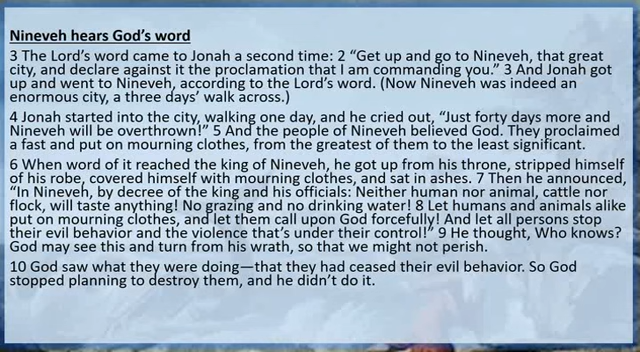 Nineveh hears God's word
3 The Lord's word came to Jonah a second time: 2 "Get up and go to Nineveh, that great
city, and declare against it the proclamation that I am commanding you." 3 And Jonah got
up and went to Nineveh, according to the Lord's word. (Now Nineveh was indeed an
enormous city, a three days' walk across.)
4 Jonah started into the city, walking one day, and he cried out, "Just forty days more and
Nineveh will be overthrown!" 5 And the people of Nineveh believed God. They proclaimed
a fast and put on mourning clothes, from the greatest of them to the least significant.
6 When word of it reached the king of Nineveh, he got up from his throne, stripped himself
of his robe, covered himself with mourning clothes, and sat in ashes. 7 Then he announced,
"In Nineveh, by decree of the king and his officials: Neither human nor animal, cattle nor
flock, will taste anything! No grazing and no drinking water! 8 Let humans and animals alike
put on mourning clothes, and let them call upon God forcefully! And let all persons stop
their evil behavior and the violence that's under their control!" 9 He thought, Who knows?
God may see this and turn from his wrath, so that we might not perish.
10 God saw what they were doing—that they had ceased their evil behavior. So God
stopped planning to destroy them, and he didn't do it.